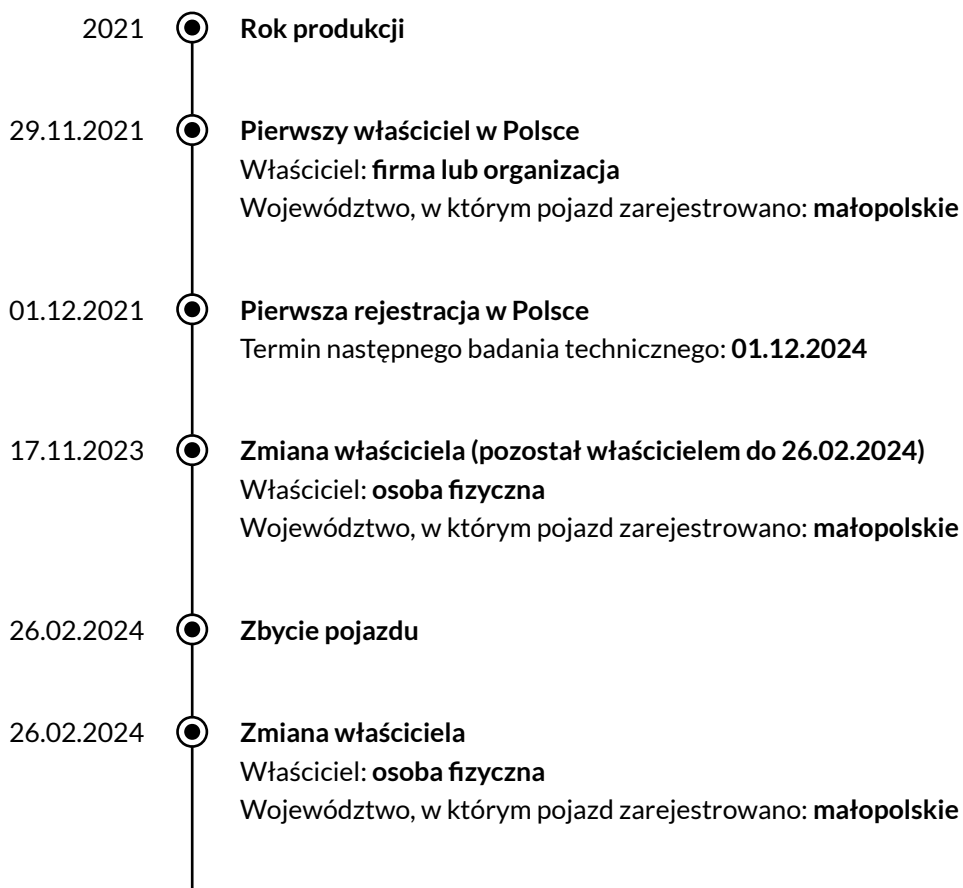 2021 Rok produkcji
29.11.2021 Pierwszy właściciel w Polsce
Właściciel: firma lub organizacja
Województwo, w którym pojazd zarejestrowano: małopolskie
01.12.2021 Pierwsza rejestracja w Polsce
Termin następnego badania technicznego: 01.12.2024
17.11.2023 Zmiana właściciela (pozostał właścicielem do 26.02.2024)
Właściciel: osoba fizyczna
Województwo, w którym pojazd zarejestrowano: małopolskie
26.02.2024 Zbycie pojazdu
26.02.2024 Zmiana właściciela
Właściciel: osoba fizyczna
Województwo, w którym pojazd zarejestrowano: małopolskie